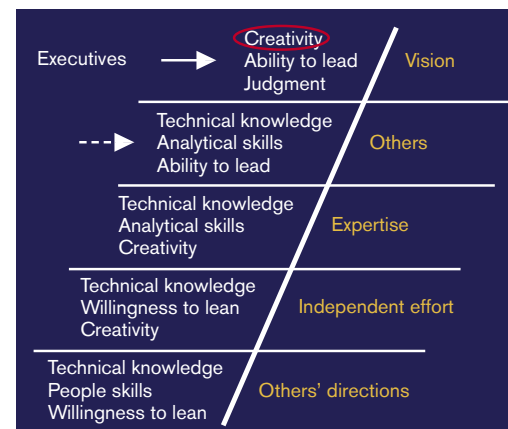 Creativity
Executives
Ability to lead
Vision
Judgment
Technical knowledge
Analytical skills
Others
Ability to lead
Technical knowledge
Analytical skills
Expertise
Creativity
Technical knowledge
Willingness to lean
Independent effort
Creativity
Technical knowledge
People skills
Others' directions
Willingness to lean